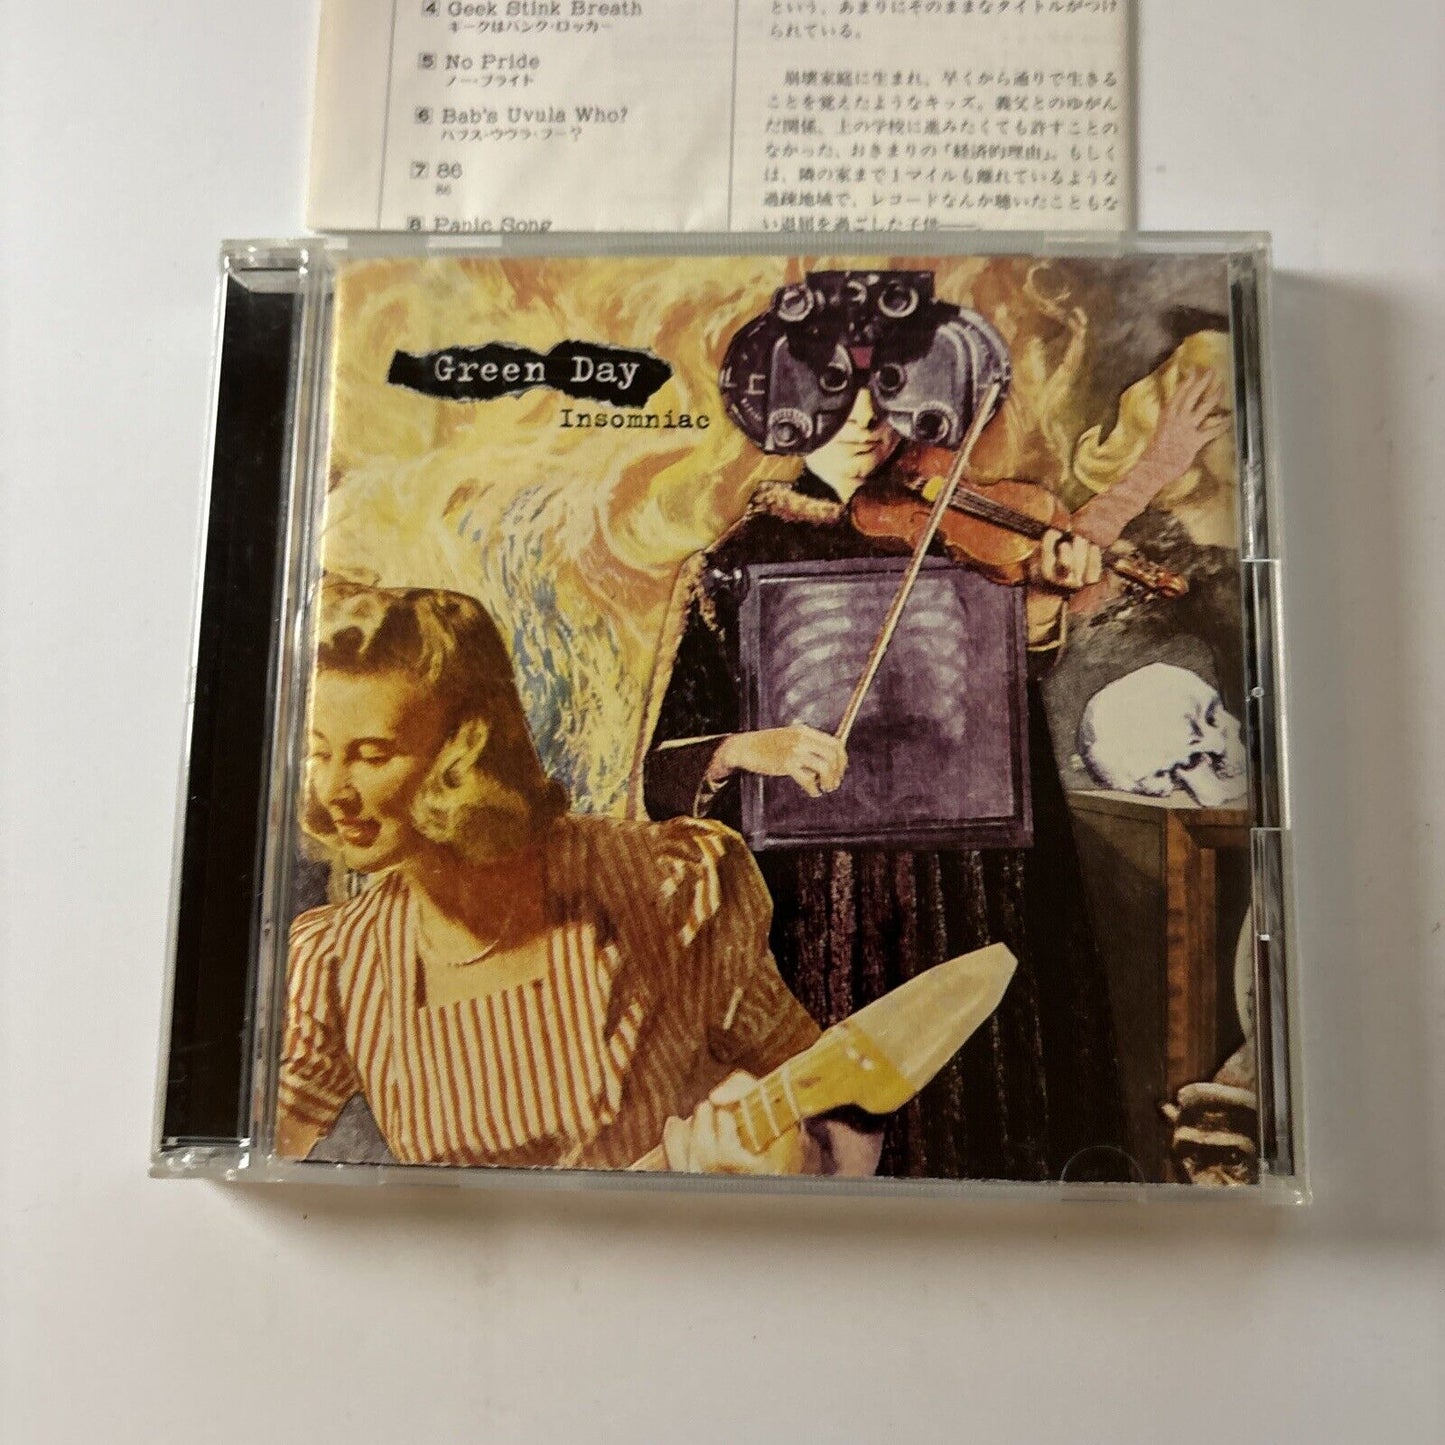 4 Geek Stink Breath
ギークはパンク・ロッカー
5 No Pride
ノー・プライド
6 Bab's Uvula Who?
バブス・ウヴラ・フー?
7 86
86
8 Panic Song
という、あまりにそのままなタイトルがつけ
られている。
崩壊家庭に生まれ、早くから通りで生きる
ことを覚えたようなキッズ。義父とのゆがん
だ関係、上の学校に進みたくても許すことの
なかった、おきまりの「経済的理由」。もしく
は、隣の家まで1マイルも離れているような
過疎地域で、レコードなんか聴いたこともな
い退屈を過ごした子供——。
Green Day
Insomniac